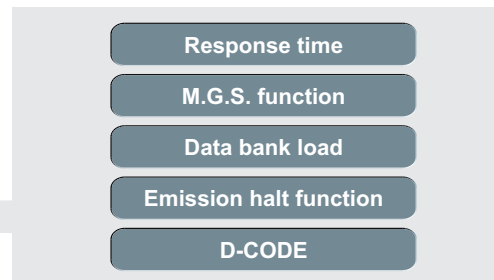 Response time
M.G.S. function
Data bank load
Emission halt function
D-CODE